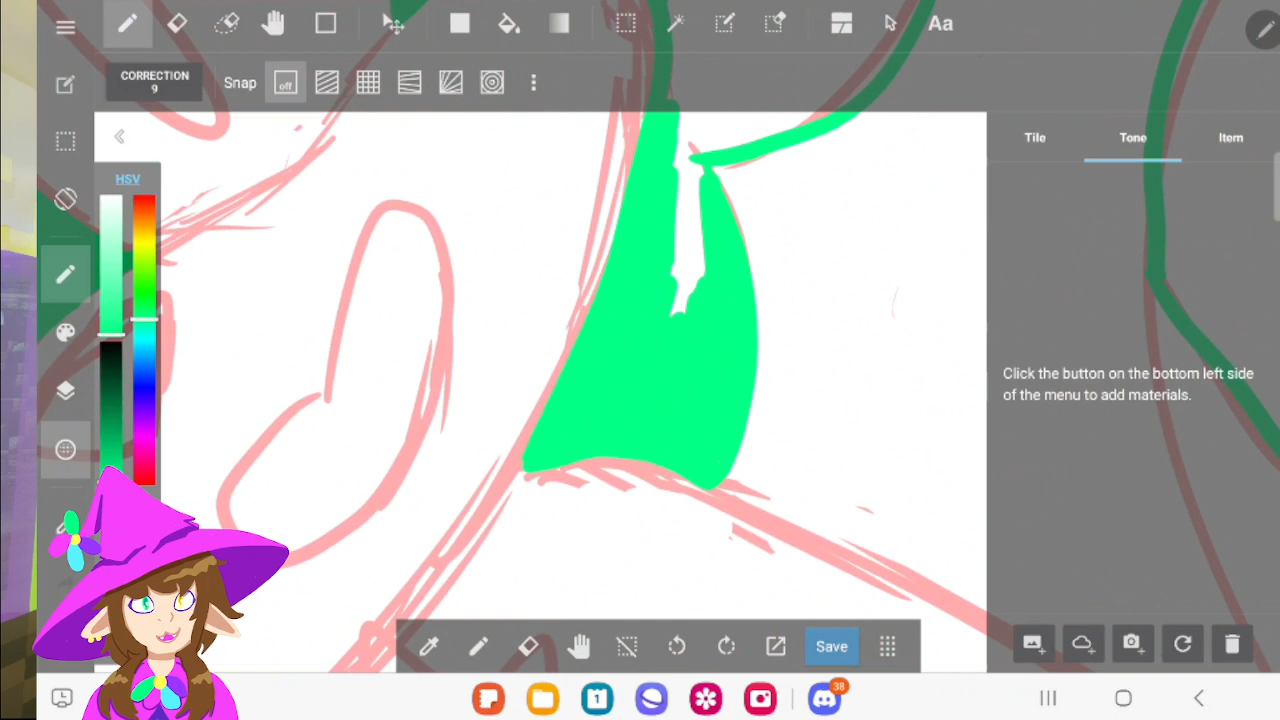 Aa
CORRECTION
9
Snap
off
HSV
Tile
Tone
Item
Click the button on the bottom left side
of the menu to add materials.
Save
1
38